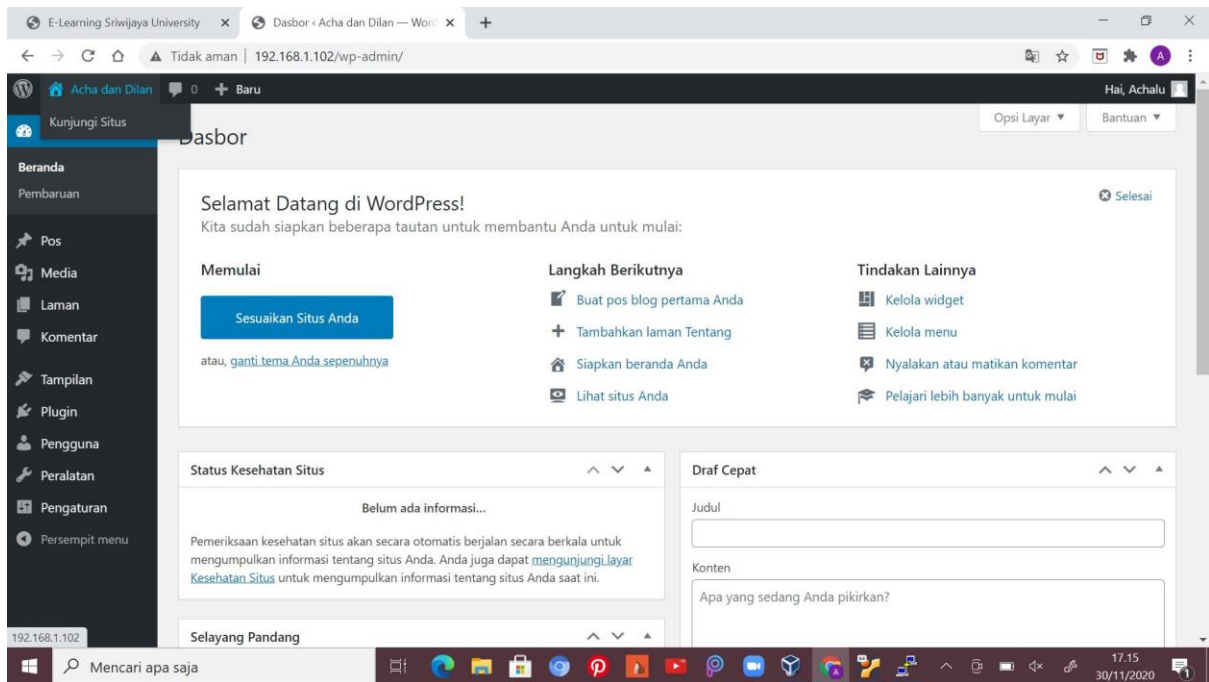 E-Learning Sriwijaya University
Dasbor ‹ Acha dan Dilan — Word
Tidak aman | 192.168.1.102/wp-admin/
A
Acha dan Dilan 0 Baru
Hai, Achalu
Kunjungi Situs
Dasbor
Opsi Layar
Bantuan
Beranda
Pembaruan
Pos
Media
Laman
Komentar
Tampilan
Plugin
Pengguna
Peralatan
Pengaturan
Persempit menu
Selamat Datang di WordPress!
Kita sudah siapkan beberapa tautan untuk membantu Anda untuk mulai:
Selesai
Memulai
Sesuaikan Situs Anda
atau, ganti tema Anda sepenuhnya
Langkah Berikutnya
Buat pos blog pertama Anda
Tambahkan laman Tentang
Siapkan beranda Anda
Lihat situs Anda
Tindakan Lainnya
Kelola widget
Kelola menu
Nyalakan atau matikan komentar
Pelajari lebih banyak untuk mulai
Status Kesehatan Situs
Belum ada informasi...
Pemeriksaan kesehatan situs akan secara otomatis berjalan secara berkala untuk
mengumpulkan informasi tentang situs Anda. Anda juga dapat mengunjungi layar
Kesehatan Situs untuk mengumpulkan informasi tentang situs Anda saat ini.
Selayang Pandang
Draf Cepat
Judul
Konten
Apa yang sedang Anda pikirkan?
192.168.1.102
Mencari apa saja
17.15
30/11/2020
1